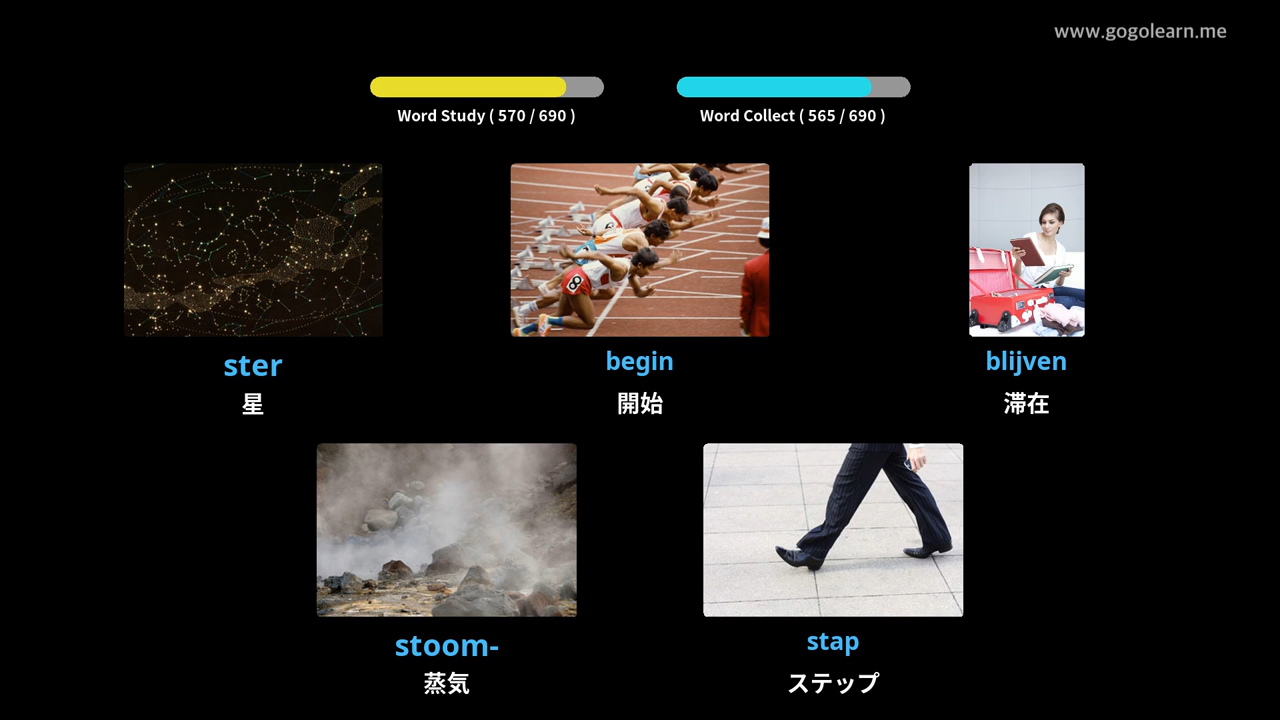 www.gogolearn.me
Word Study ( 570 / 690 )
Word Collect ( 565 / 690 )
ster
星
begin
開始
blijven
滞在
stoom-
蒸気
stap
ステップ